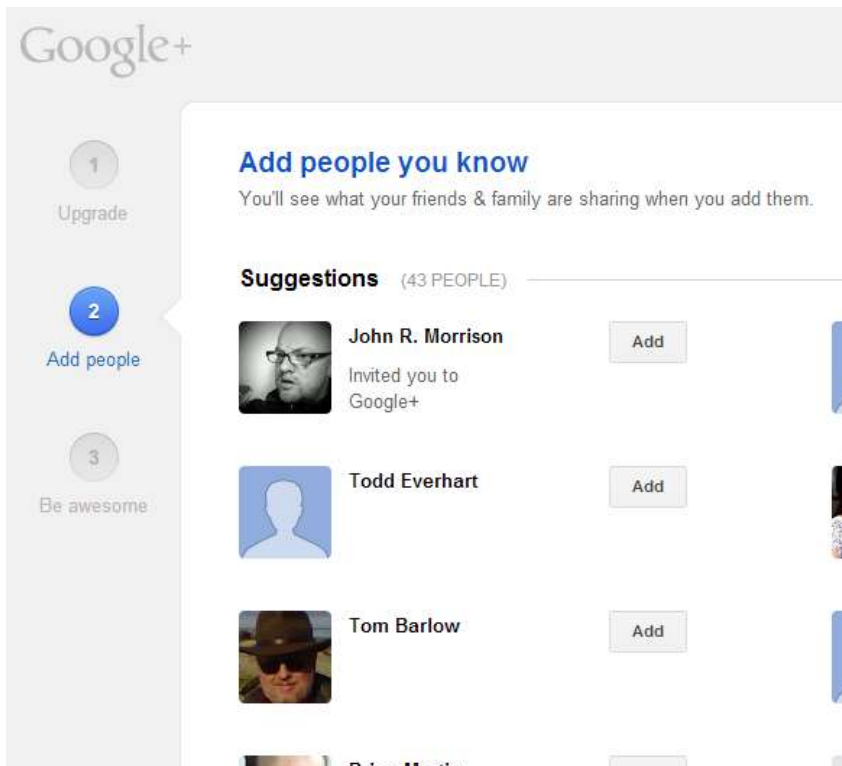 Google+
1
Upgrade
2
Add people
3
Be awesome
Add people you know
You'll see what your friends & family are sharing when you add them.
Suggestions (43 PEOPLE)
John R. Morrison
Add
Invited you to
Google+
Todd Everhart
Add
Tom Barlow
Add